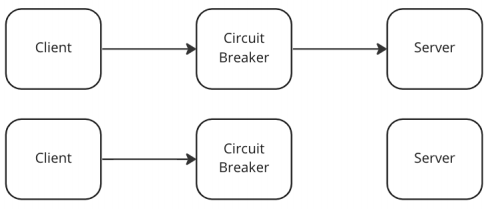 Client
Circuit
Breaker
Server
Client
Circuit
Breaker
Server